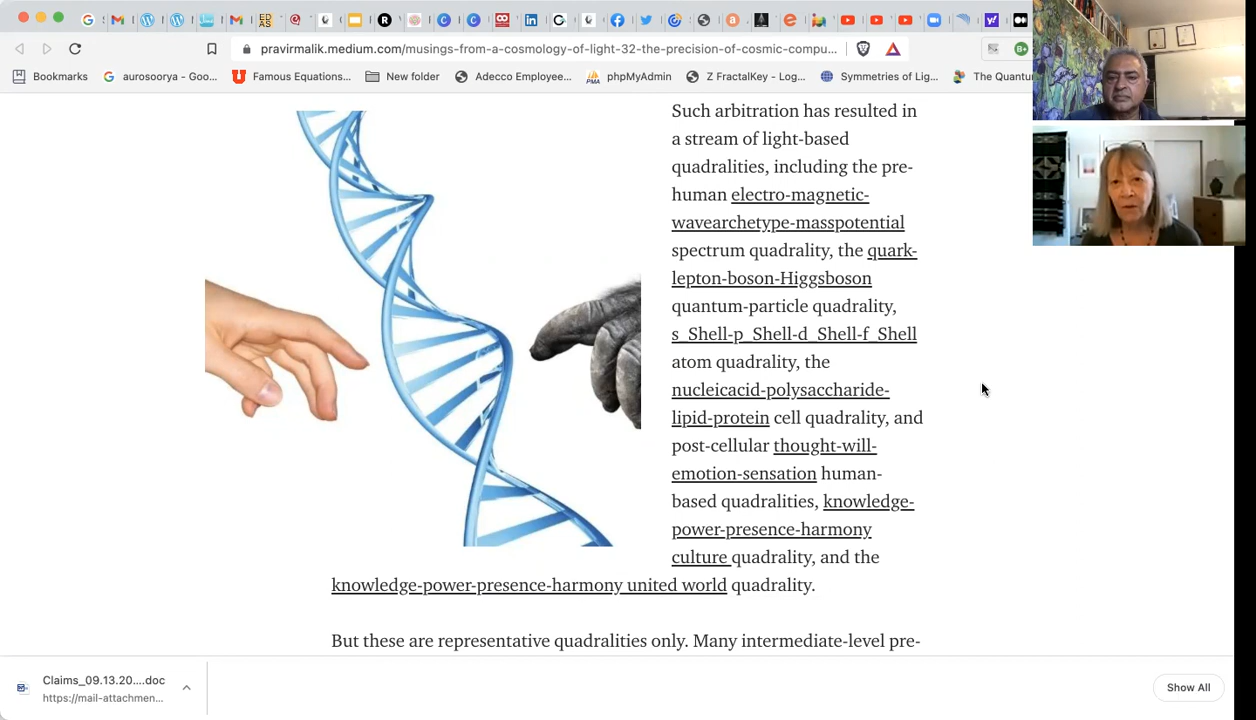 pravirmalik.medium.com/musings-from-a-cosmology-of-light-32-the-precision-of-cosmic-compu...
Bookmarks
aurosoorya - Goo...
Famous Equations...
New folder
Adecco Employee...
phpMyAdmin
Z FractalKey - Log...
Symmetries of Lig...
The Quantu
Such arbitration has resulted in
a stream of light-based
quadralities, including the pre-
human electro-magnetic-
wavearchetype-masspotential
spectrum quadrality, the quark-
lepton-boson-Higgsboson
quantum-particle quadrality,
s_Shell-p_Shell-d_Shell-f_Shell
atom quadrality, the
nucleicacid-polysaccharide-
lipid-protein cell quadrality, and
post-cellular thought-will-
emotion-sensation human-
based quadralities, knowledge-
power-presence-harmony
culture quadrality, and the
knowledge-power-presence-harmony united world quadrality.
But these are representative quadralities only. Many intermediate-level pre-
Claims_09.13.20....doc
https://mail-attachmen...
Show All